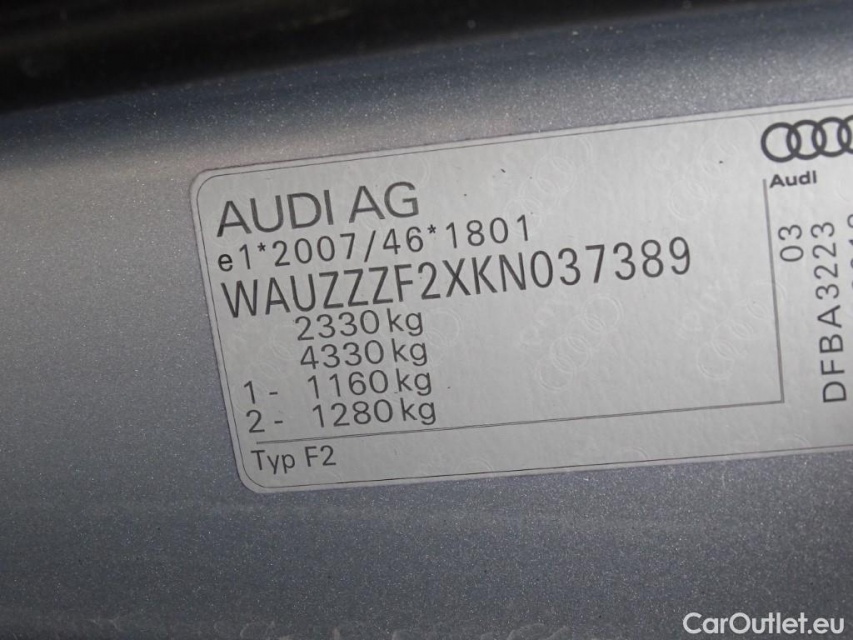 AUDI AG
e1*2007/46*1801
WAUZZZF2XKN037389
2330 kg
4330 kg
1 - 1160 kg
2 - 1280 kg
Typ F2
Audi
03
DFBA3223
CarOutlet.eu